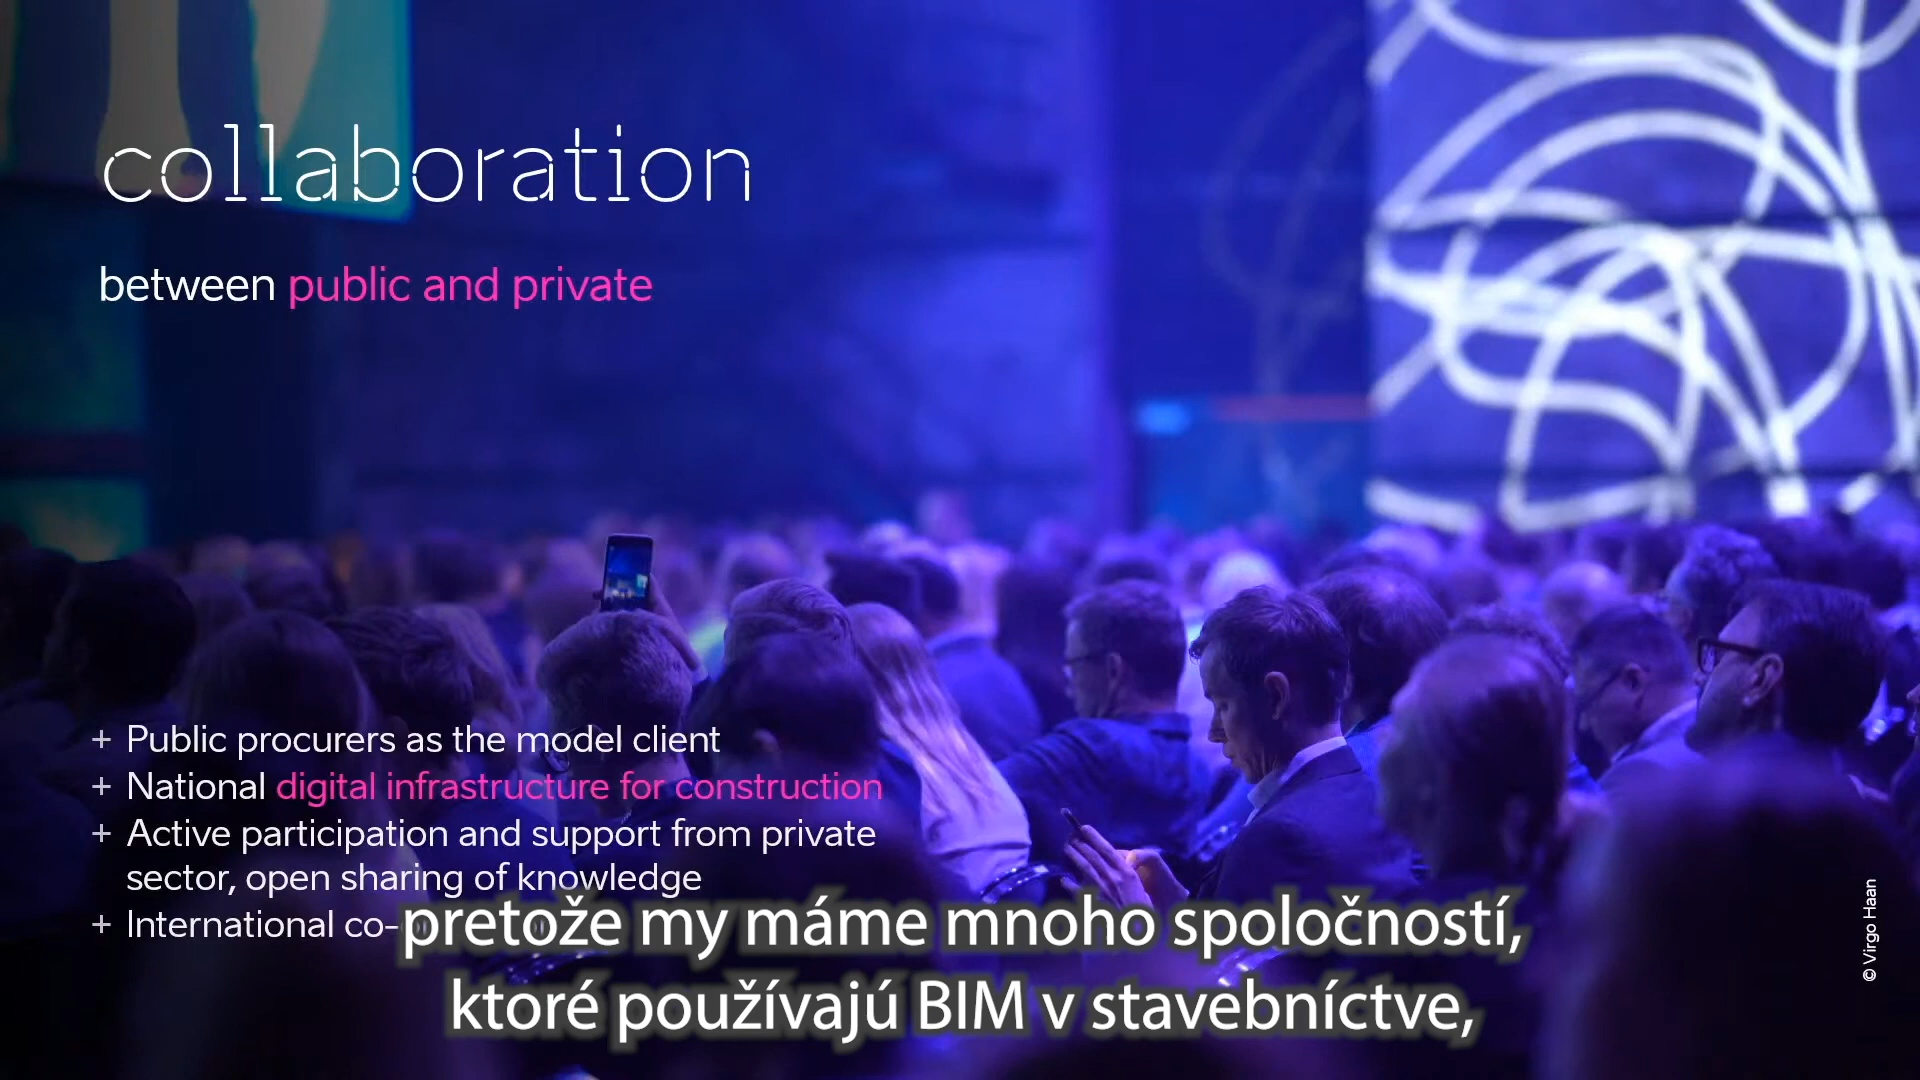 collaboration
between public and private
+ Public procurers as the model client
+ National digital infrastructure for construction
+ Active participation and support from private
sector, open sharing of knowledge
+ International co-
pretože my máme mnoho spoločností,
ktoré používajú BIM v stavebníctve,
© Virgo Haan